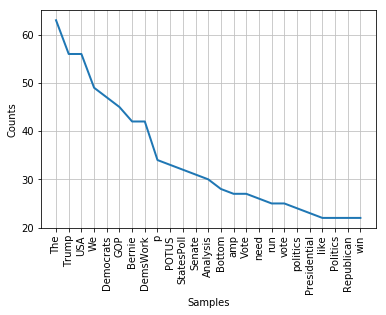 60
50
40
30
20
Counts
The
Trump
USA
We
Democrats
GOP
Bernie
DemsWork
p
POTUS
StatesPoll
Senate
Analysis
Bottom
amp
Vote
need
run
vote
politics
Presidential
like
Politics
Republican
win
Samples